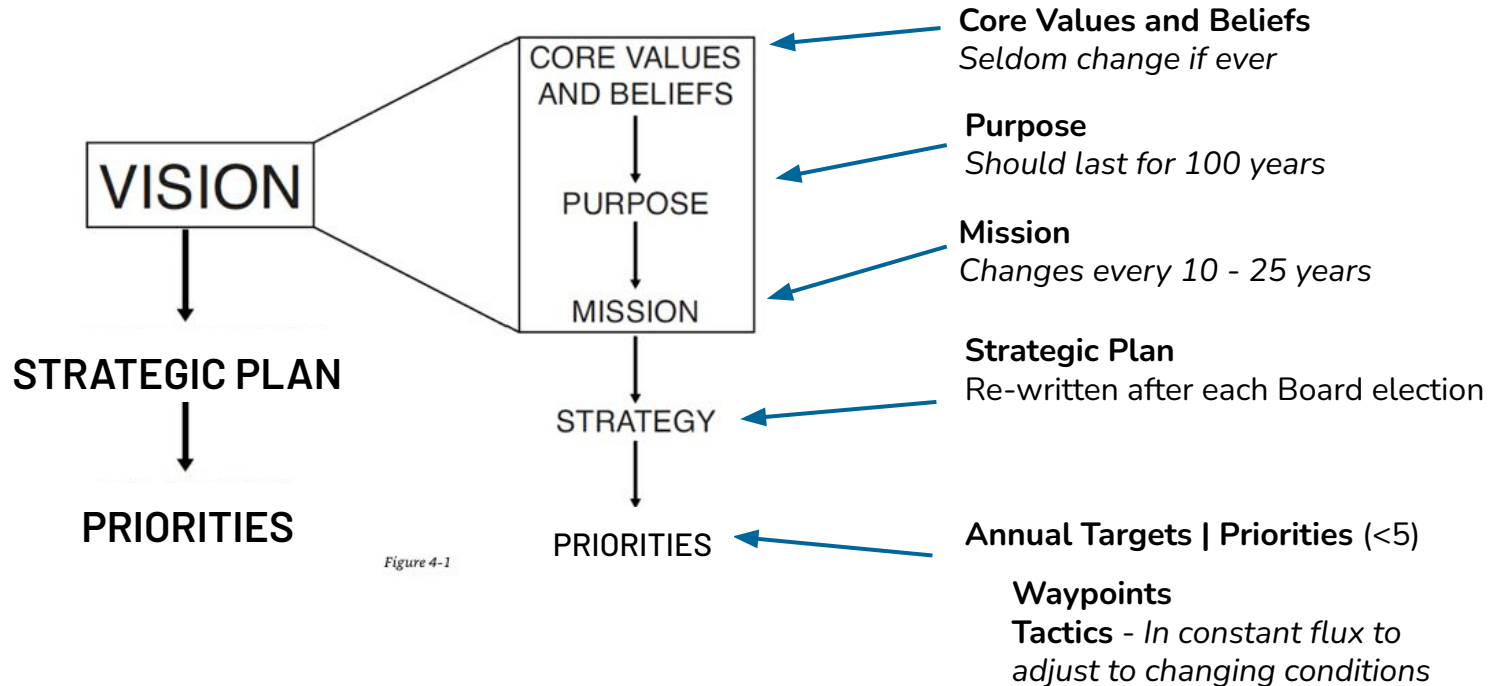 VISION
STRATEGIC PLAN
PRIORITIES
CORE VALUES
AND BELIEFS
PURPOSE
MISSION
STRATEGY
PRIORITIES
Figure 4-1
Core Values and Beliefs
Seldom change if ever
Purpose
Should last for 100 years
Mission
Changes every 10 - 25 years
Strategic Plan
Re-written after each Board election
Annual Targets | Priorities (<5)
Waypoints
Tactics - In constant flux to
adjust to changing conditions